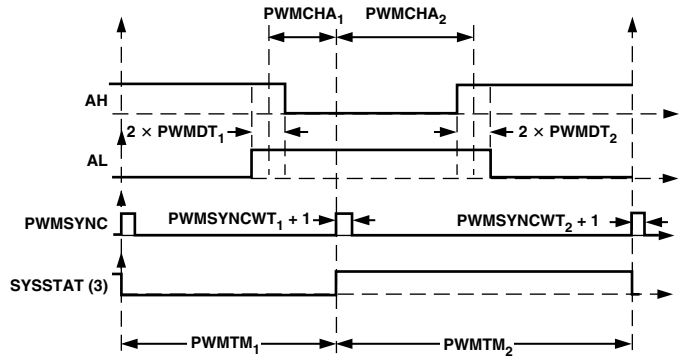 PWMCHA₁ PWMCHA₂
AH
2 × PWMDT₁ 2 × PWMDT₂
AL
PWMSYNC PWMSYNCWT₁ + 1 PWMSYNCWT₂ + 1
SYSSTAT (3)
PWMTM₁ PWMTM₂